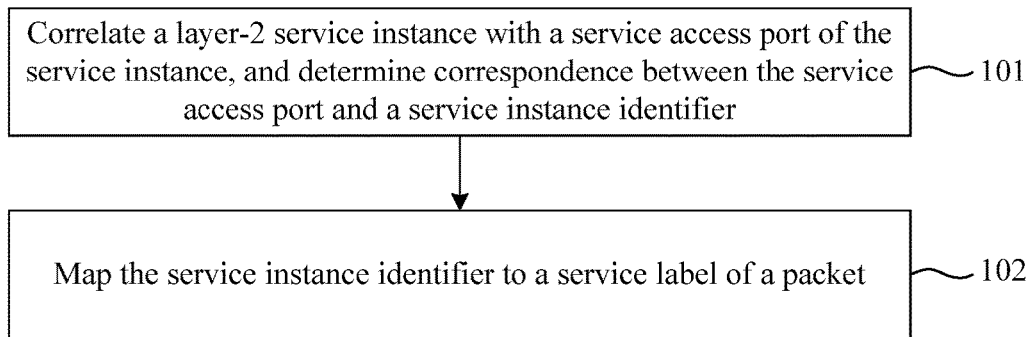 Correlate a layer-2 service instance with a service access port of the
service instance, and determine correspondence between the service
access port and a service instance identifier
101
Map the service instance identifier to a service label of a packet
102